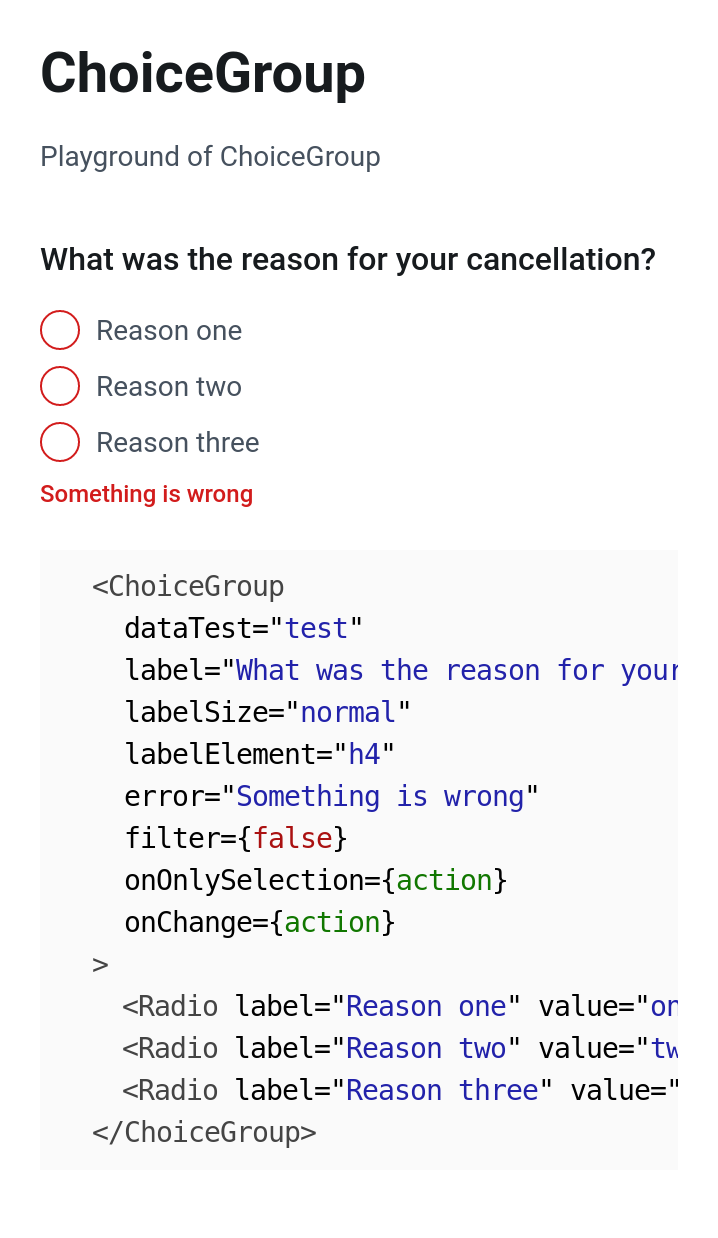 ChoiceGroup
Playground of ChoiceGroup
What was the reason for your cancellation?
Reason one
Reason two
Reason three
Something is wrong
<ChoiceGroup
  dataTest="test"
  label="What was the reason for your
  labelSize="normal"
  labelElement="h4"
  error="Something is wrong"
  filter={false}
  onOnlySelection={action}
  onChange={action}
>
  <Radio label="Reason one" value="on
  <Radio label="Reason two" value="tw
  <Radio label="Reason three" value="
</ChoiceGroup>